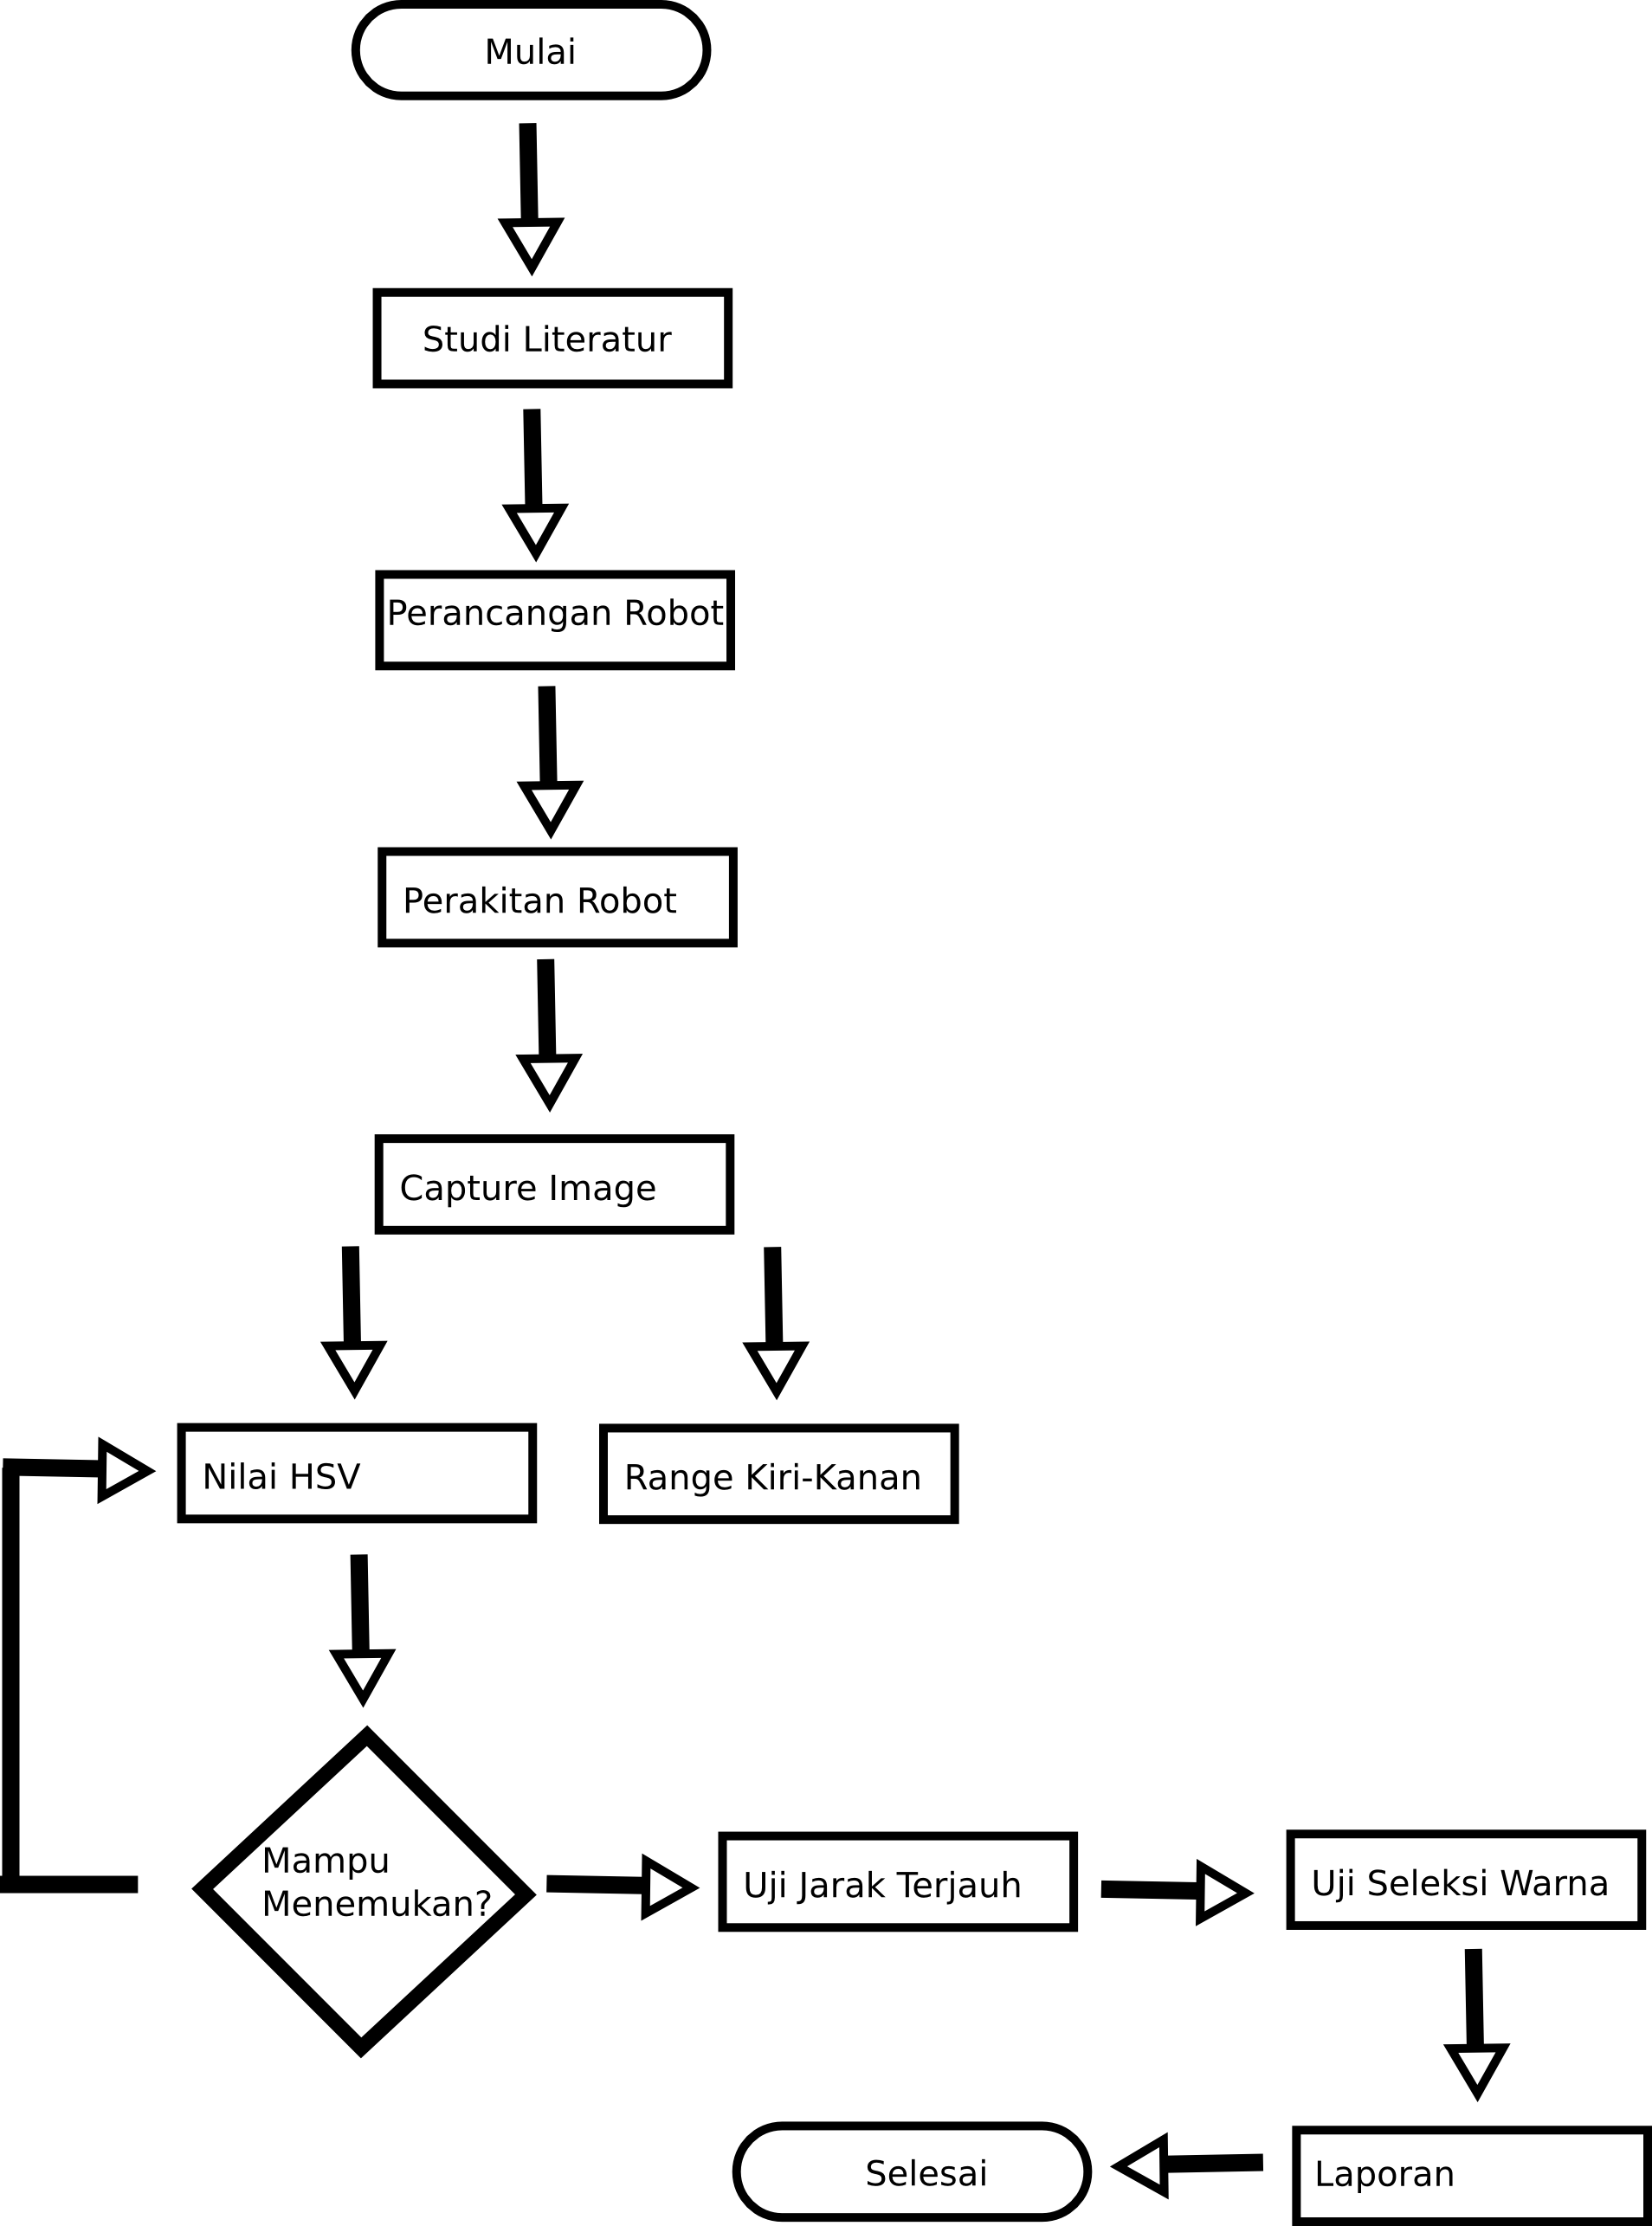 Mulai
Studi Literatur
Perancangan Robot
Perakitan Robot
Capture Image
Nilai HSV
Range Kiri-Kanan
Mampu
Menemukan?
Uji Jarak Terjauh
Uji Seleksi Warna
Laporan
Selesai